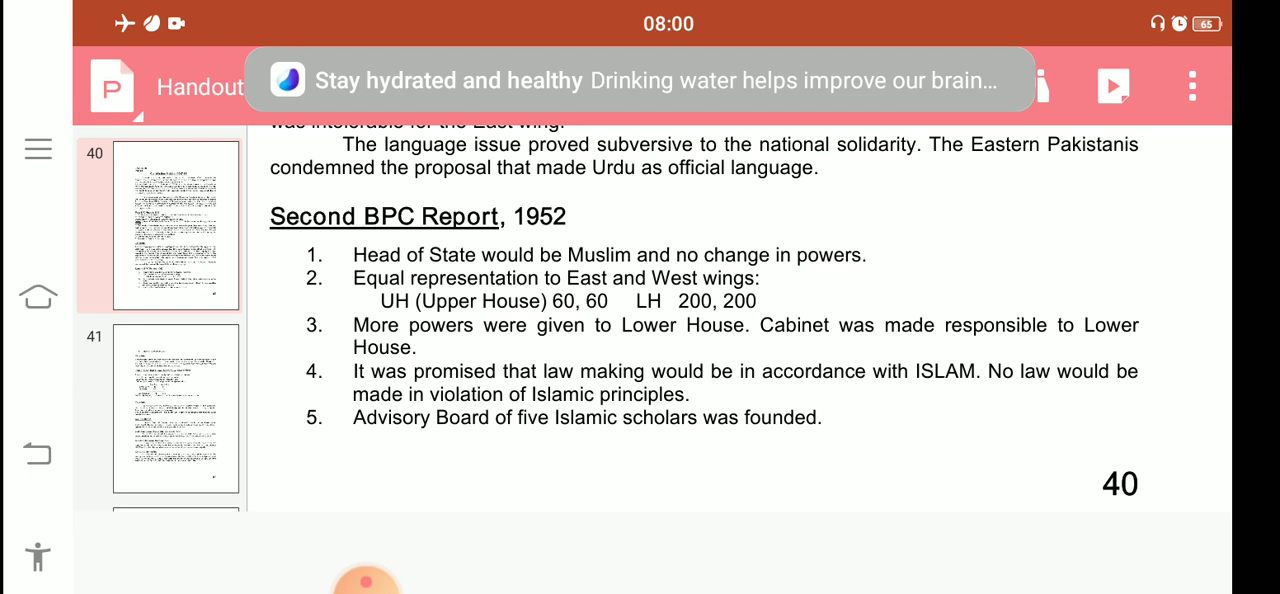 08:00
65
P
Handout
Stay hydrated and healthy Drinking water helps improve our brain...
was intolerable for the East wing.
The language issue proved subversive to the national solidarity. The Eastern Pakistanis
condemned the proposal that made Urdu as official language.
Second BPC Report, 1952
1. Head of State would be Muslim and no change in powers.
2. Equal representation to East and West wings:
UH (Upper House) 60, 60 LH 200, 200
3. More powers were given to Lower House. Cabinet was made responsible to Lower
House.
4. It was promised that law making would be in accordance with ISLAM. No law would be
made in violation of Islamic principles.
5. Advisory Board of five Islamic scholars was founded.
40
40
41